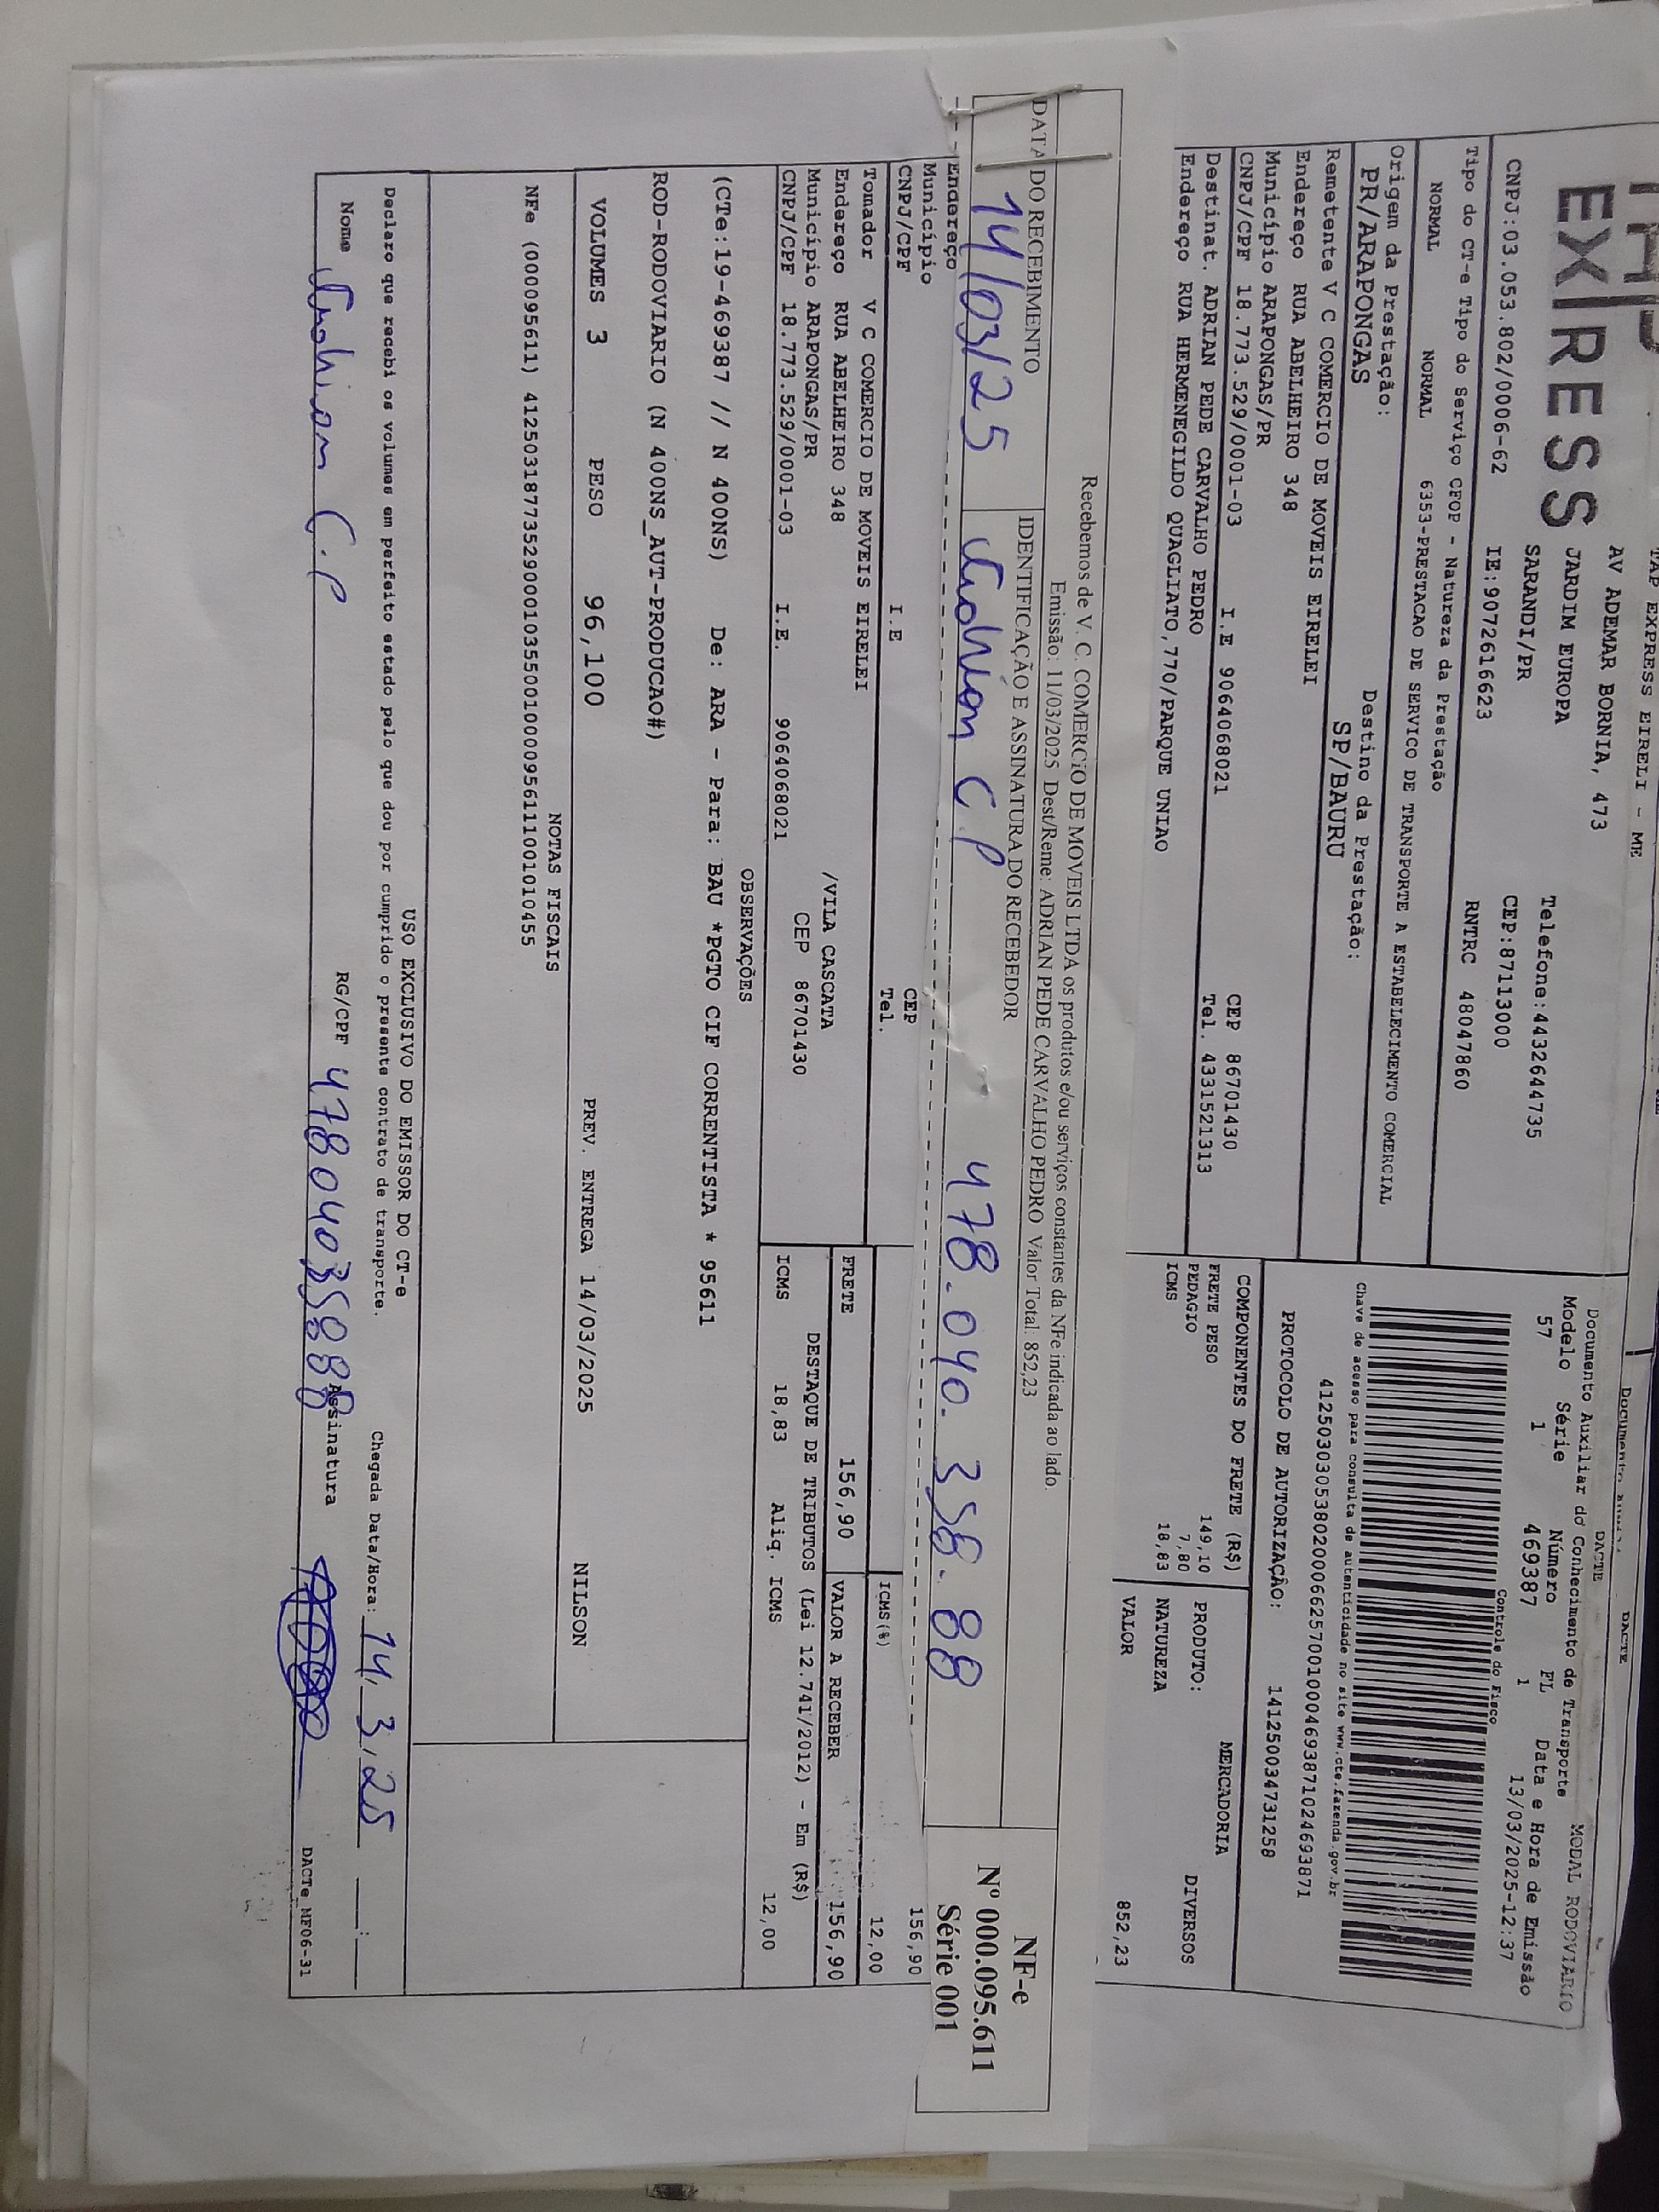 TAP EXPRESS EIRELI - ME
EXPRESS
AV ADEMAR BORNIA, 473
JARDIM EUROPA
Telefone:4432644735
SARANDI/PR
CEP:87113000
CNPJ:03.053.802/0006-62
IE:9072616623
RNTRC 48047860
DACTE
DACTE
Documento Auxiliar do Conhecimento de Transporte
MODAL RODOVIARIO
Modelo Série Número FL Data e Hora de Emissão
57 1 469387 1 13/03/2025-12:37
Controle do Fisco
Chave de acesso para consulta de autenticidade no site www.cte.fazenda.gov.br
41250303053802000662570010004693871024693871
PROTOCOLO DE AUTORIZAÇÃO: 141250034731258
Tipo do CT-e Tipo do Serviço CFOP - Natureza da Prestação
NORMAL NORMAL 6353-PRESTACAO DE SERVICO DE TRANSPORTE A ESTABELECIMENTO COMERCIAL
Origem da Prestação: Destino da Prestação:
PR/ARAPONGAS SP/BAURU
Remetente V C COMERCIO DE MOVEIS EIRELEI
Endereço RUA ABELHEIRO 348
Município ARAPONGAS/PR CEP 86701430
CNPJ/CPF 18.773.529/0001-03 I.E 9064068021 Tel. 4331521313
Destinat. ADRIAN PEDE CARVALHO PEDRO
Endereço RUA HERMENEGILDO QUAGLIATO,770/PARQUE UNIAO
COMPONENTES DO FRETE (R$)
FRETE PESO 149,10
PEDAGIO 7,80
ICMS 18,83
MERCADORIA
PRODUTO: DIVERSOS
NATUREZA
VALOR 852,23
Recebemos de V. C. COMERCIO DE MOVEIS LTDA os produtos e/ou serviços constantes da NFe indicada ao lado.
Emissão: 11/03/2025 Dest/Reme: ADRIAN PEDE CARVALHO PEDRO Valor Total: 852,23
DATA DO RECEBIMENTO IDENTIFICAÇÃO E ASSINATURA DO RECEBEDOR
14/03/25 C.P 478.040.358.88
NF-e
Nº 000.095.611
Série 001
Endereço
Município CEP
CNPJ/CPF I.E Tel.
156,90
ICMS(%) 12,00
Tomador V C COMERCIO DE MOVEIS EIRELEI
Endereço RUA ABELHEIRO 348 /VILA CASCATA
Município ARAPONGAS/PR CEP 86701430
CNPJ/CPF 18.773.529/0001-03 I.E. 9064068021
FRETE 156,90 VALOR A RECEBER 156,90
DESTAQUE DE TRIBUTOS (Lei 12.741/2012) - Em (R$)
ICMS 18,83 Aliq. ICMS 12,00
OBSERVAÇÕES
(CTe:19-469387 // N 400NS) De: ARA - Para: BAU *PGTO CIF CORRENTISTA * 95611
ROD-RODOVIARIO (N 400NS_AUT-PRODUCAO#)
VOLUMES 3 PESO 96,100 PREV. ENTREGA 14/03/2025 NILSON
NOTAS FISCAIS
NFe (000095611) 41250318773529000103550010000956111001010455
USO EXCLUSIVO DO EMISSOR DO CT-e
Declaro que recebi os volumes em perfeito estado pelo que dou por cumprido o presente contrato de transporte. Chegada Data/Hora: 14, 3, 25 :
Nome C.P RG/CPF 47804035888 Assinatura
DACTe MF06-31